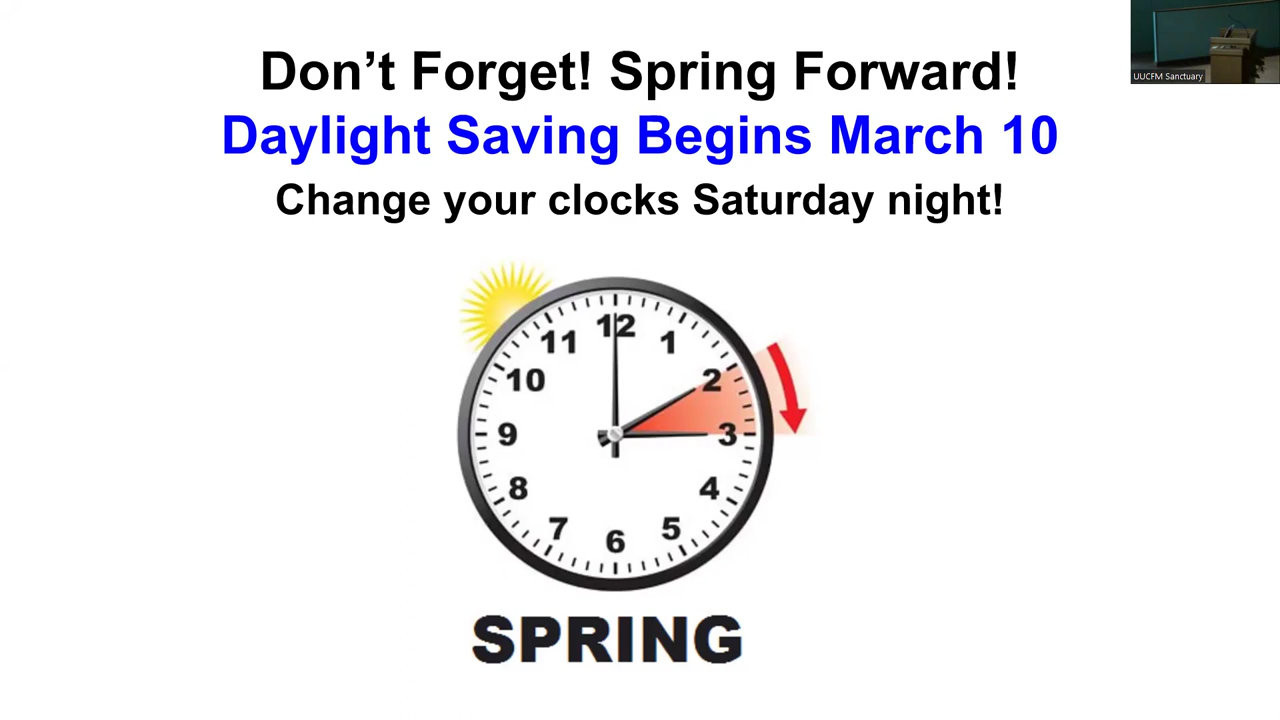 Don’t Forget! Spring Forward!
Daylight Saving Begins March 10
Change your clocks Saturday night!
UUCFM Sanctuary
12
11
1
10
2
9
3
8
4
7
5
6
SPRING